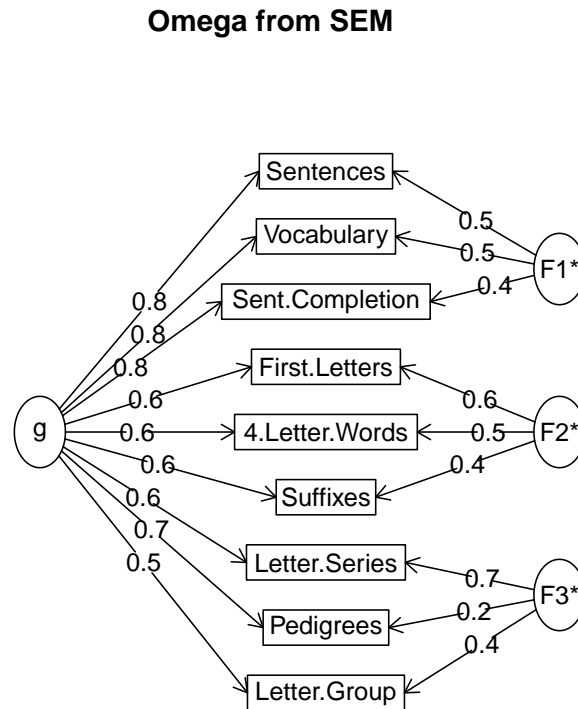 Omega from SEM
Sentences
0.5
Vocabulary
0.5
F1*
Sent.Completion
0.4
0.8
0.8
0.8
First.Letters
0.6
0.6
g
0.6
4.Letter.Words
0.5
F2*
0.6
0.4
Suffixes
0.6
0.7
Letter.Series
0.7
0.5
F3*
Pedigrees
0.2
0.4
Letter.Group